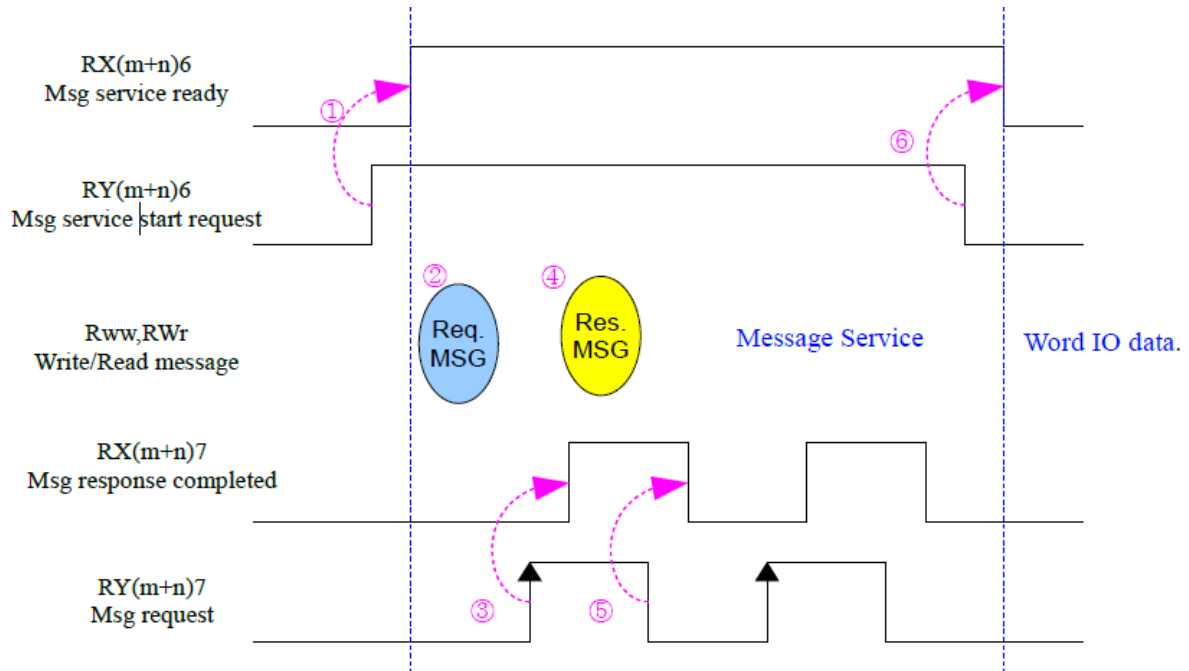 RX(m+n)6
Msg service ready
①
⑥
RY(m+n)6
Msg service start request
②
④
Req.
MSG
Res.
MSG
Rww,RWr
Write/Read message
Message Service
Word IO data.
RX(m+n)7
Msg response completed
RY(m+n)7
Msg request
③
⑤